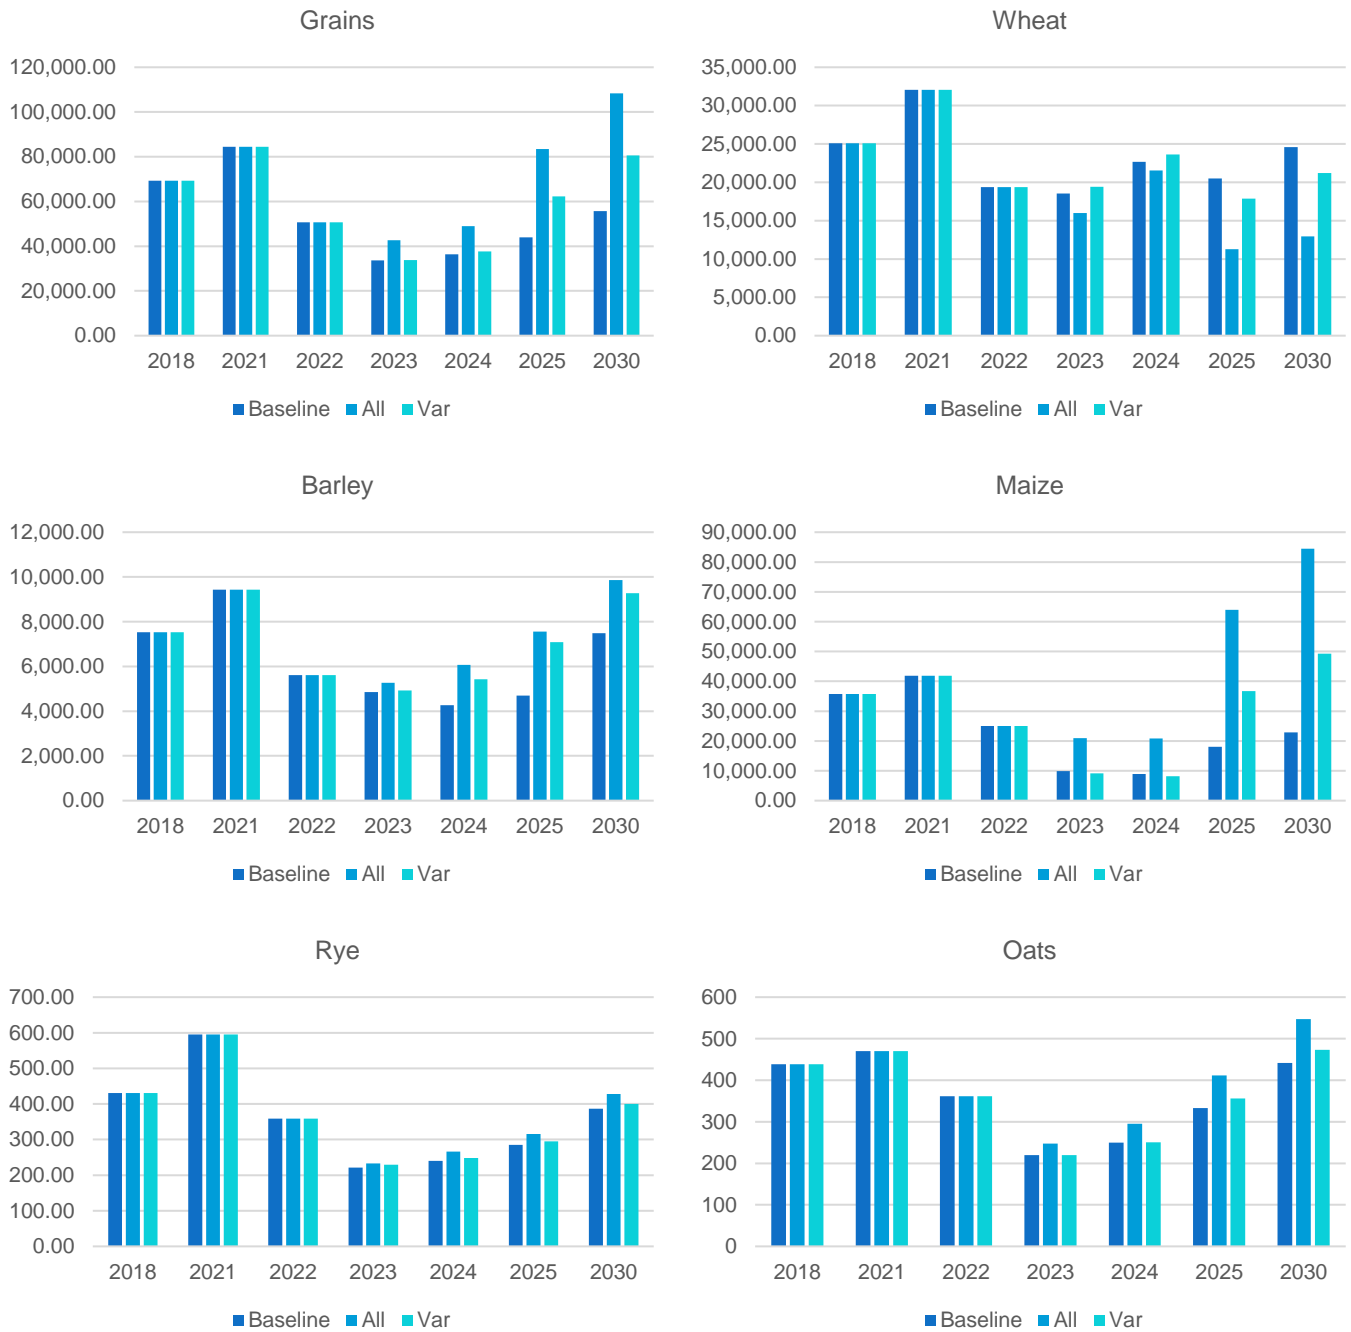 Grains
120,000.00
100,000.00
80,000.00
60,000.00
40,000.00
20,000.00
0.00
2018 2021 2022 2023 2024 2025 2030
Baseline All Var
Wheat
35,000.00
30,000.00
25,000.00
20,000.00
15,000.00
10,000.00
5,000.00
0.00
2018 2021 2022 2023 2024 2025 2030
Baseline All Var
Barley
12,000.00
10,000.00
8,000.00
6,000.00
4,000.00
2,000.00
0.00
2018 2021 2022 2023 2024 2025 2030
Baseline All Var
Maize
90,000.00
80,000.00
70,000.00
60,000.00
50,000.00
40,000.00
30,000.00
20,000.00
10,000.00
0.00
2018 2021 2022 2023 2024 2025 2030
Baseline All Var
Rye
700.00
600.00
500.00
400.00
300.00
200.00
100.00
0.00
2018 2021 2022 2023 2024 2025 2030
Baseline All Var
Oats
600
500
400
300
200
100
0
2018 2021 2022 2023 2024 2025 2030
Baseline All Var